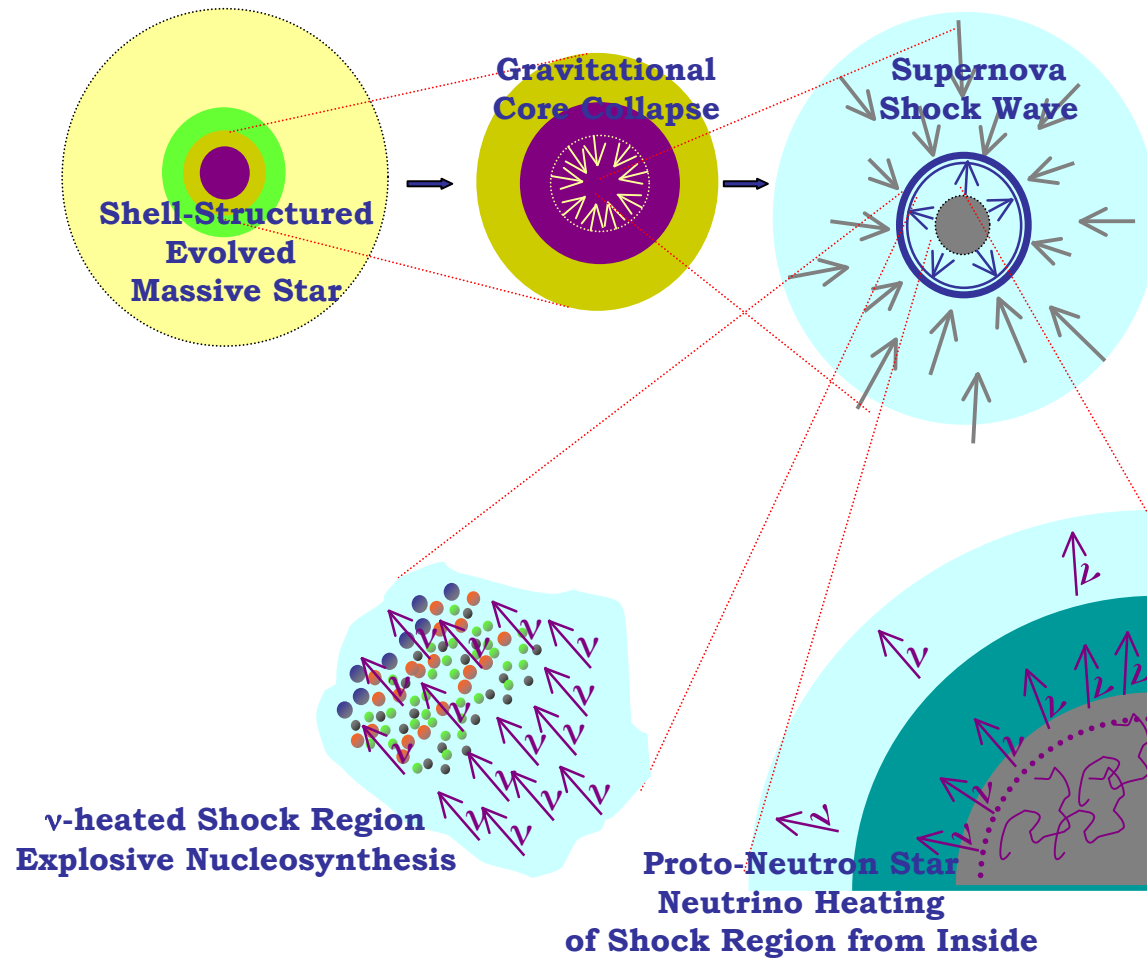 Gravitational
Core Collapse
Supernova
Shock Wave
Shell-Structured
Evolved
Massive Star
ν ν ν ν
ν ν
ν ν ν
ν ν ν
ν ν ν
ν ν
ν
ν
ν ν
ν
ν
ν
ν
ν
ν-heated Shock Region
Explosive Nucleosynthesis
Proto-Neutron Star
Neutrino Heating
of Shock Region from Inside